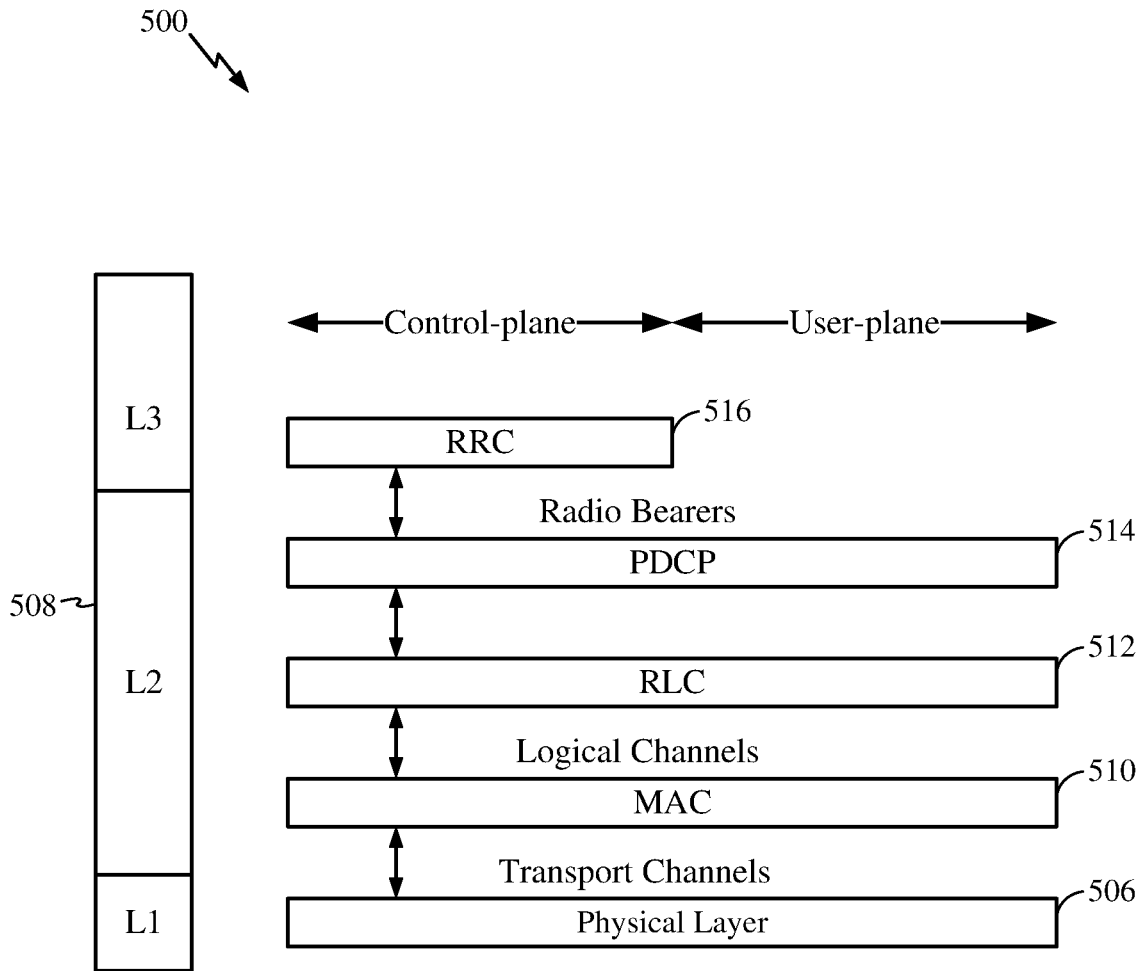 500
Control-plane
User-plane
L3
516
RRC
Radio Bearers
514
PDCP
508
512
L2
RLC
Logical Channels
510
MAC
Transport Channels
506
L1
Physical Layer